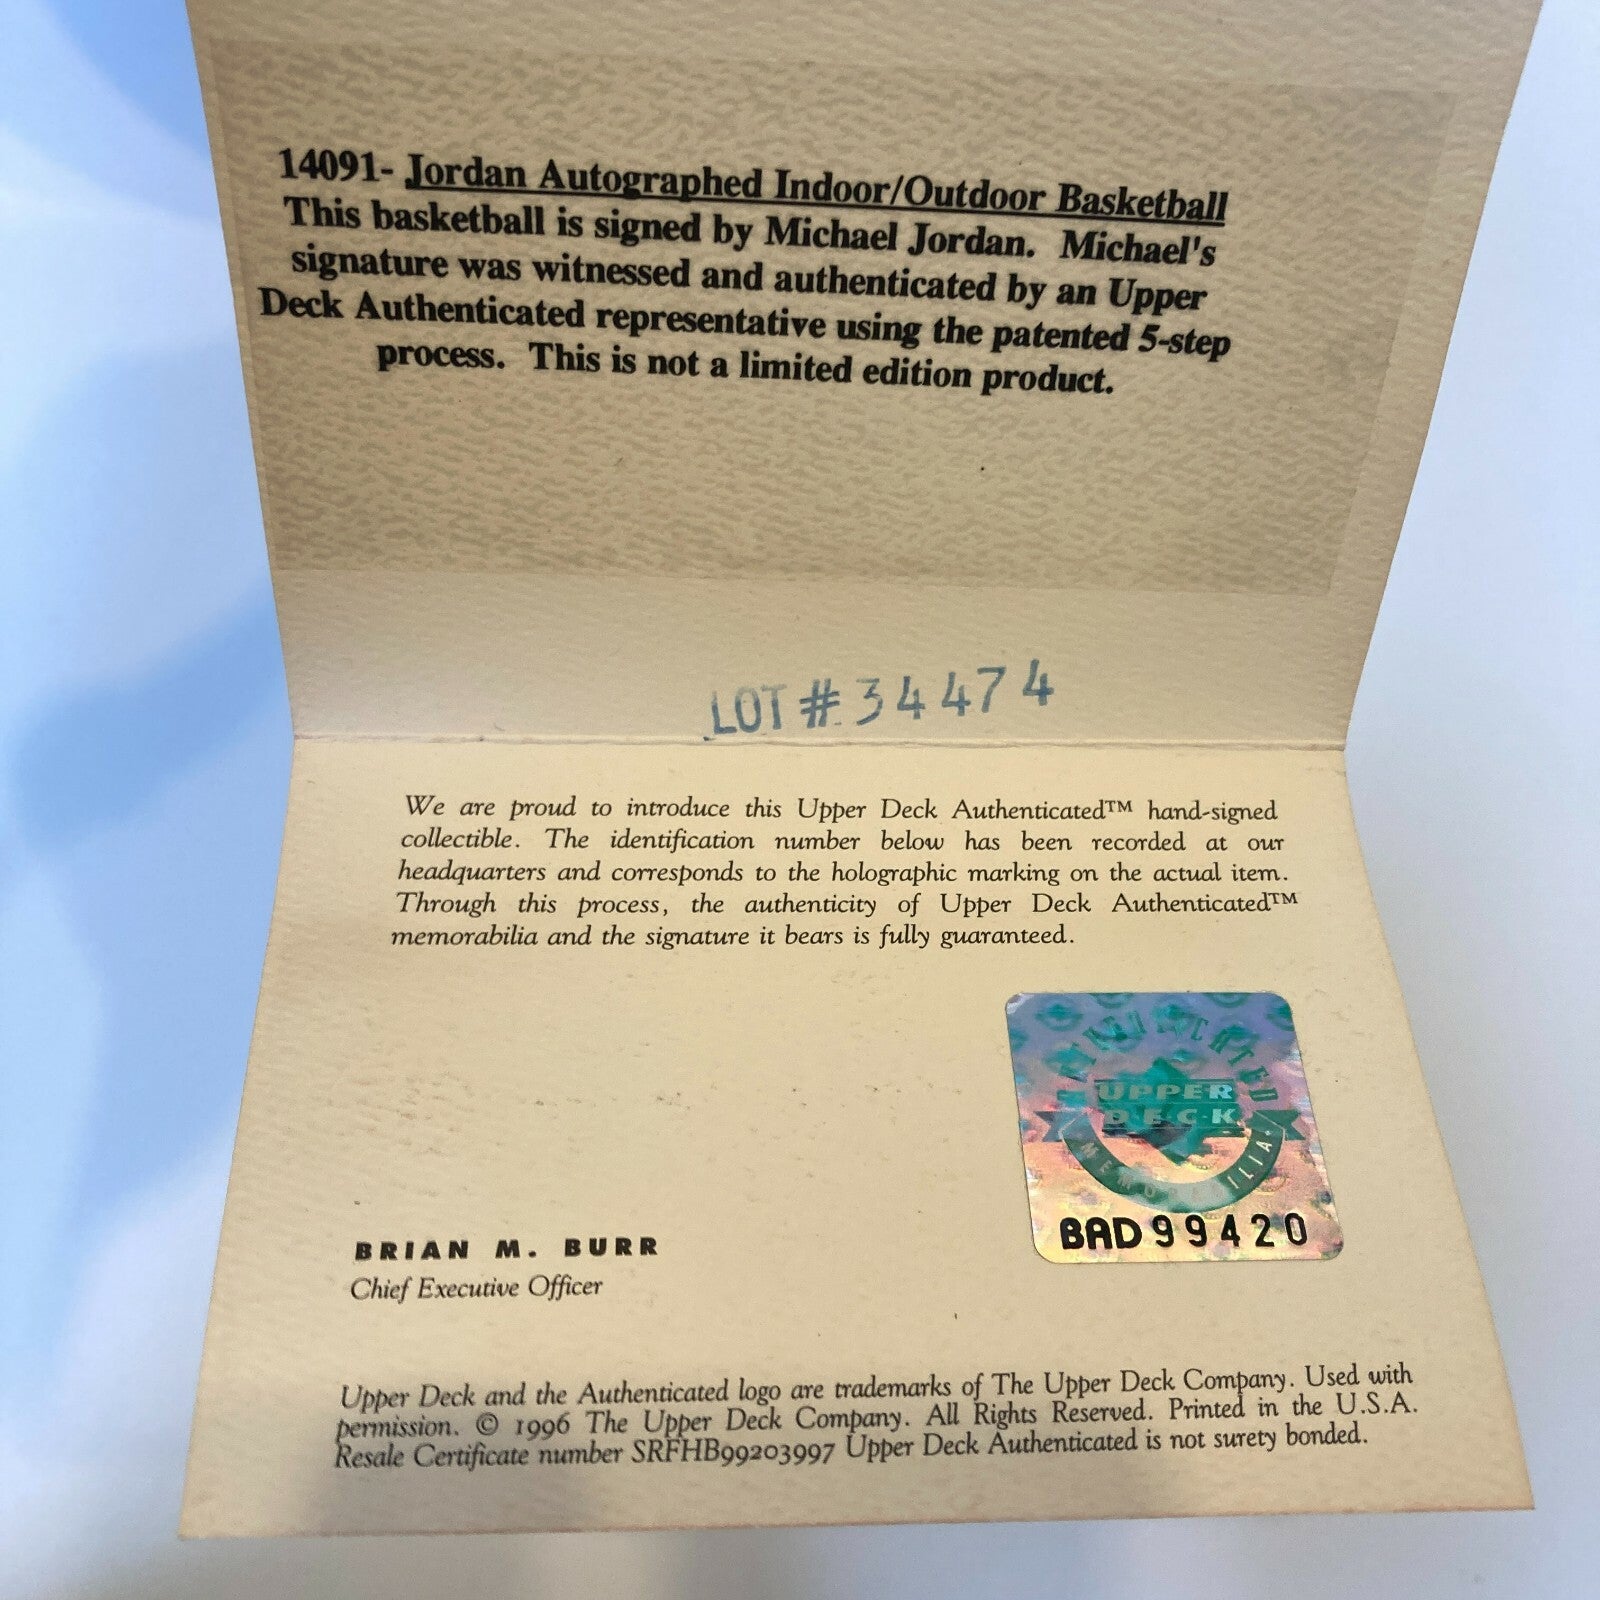 14091- Jordan Autographed Indoor/Outdoor Basketball
This basketball is signed by Michael Jordan. Michael's
signature was witnessed and authenticated by an Upper
Deck Authenticated representative using the patented 5-step
process. This is not a limited edition product.
LOT # 34474
We are proud to introduce this Upper Deck Authenticated™ hand-signed
collectible. The identification number below has been recorded at our
headquarters and corresponds to the holographic marking on the actual item.
Through this process, the authenticity of Upper Deck Authenticated™
memorabilia and the signature it bears is fully guaranteed.
AUTHENTICATED
UPPER
DECK
MEMORABILIA
BAD99420
BRIAN M. BURR
Chief Executive Officer
Upper Deck and the Authenticated logo are trademarks of The Upper Deck Company. Used with
permission. © 1996 The Upper Deck Company. All Rights Reserved. Printed in the U.S.A.
Resale Certificate number SRFHB99203997 Upper Deck Authenticated is not surety bonded.